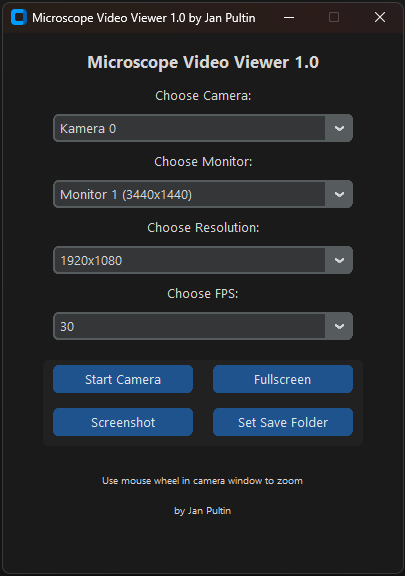 Microscope Video Viewer 1.0 by Jan Pultin
Microscope Video Viewer 1.0
Choose Camera:
Kamera 0
Choose Monitor:
Monitor 1 (3440x1440)
Choose Resolution:
1920x1080
Choose FPS:
30
Start Camera Fullscreen
Screenshot Set Save Folder
Use mouse wheel in camera window to zoom
by Jan Pultin